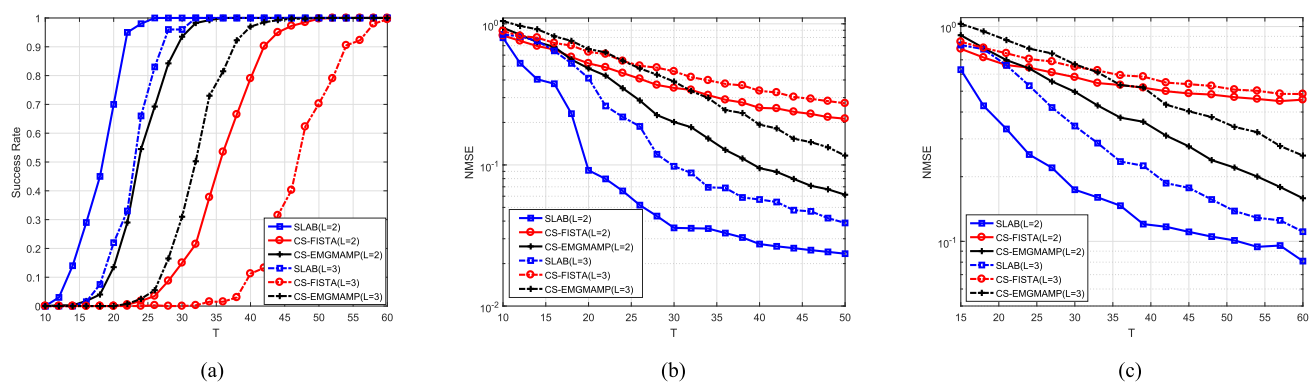 1
0.9
0.8
0.7
0.6
0.5
0.4
0.3
0.2
0.1
0
Success Rate
10 15 20 25 30 35 40 45 50 55 60
T
SLAB(L=2)
CS-FISTA(L=2)
CS-EMGMAMP(L=2)
SLAB(L=3)
CS-FISTA(L=3)
CS-EMGMAMP(L=3)
(a)
10^0
10^-1
10^-2
NMSE
10 15 20 25 30 35 40 45 50
T
SLAB(L=2)
CS-FISTA(L=2)
CS-EMGMAMP(L=2)
SLAB(L=3)
CS-FISTA(L=3)
CS-EMGMAMP(L=3)
(b)
10^0
10^-1
NMSE
15 20 25 30 35 40 45 50 55 60
T
SLAB(L=2)
CS-FISTA(L=2)
CS-EMGMAMP(L=2)
SLAB(L=3)
CS-FISTA(L=3)
CS-EMGMAMP(L=3)
(c)